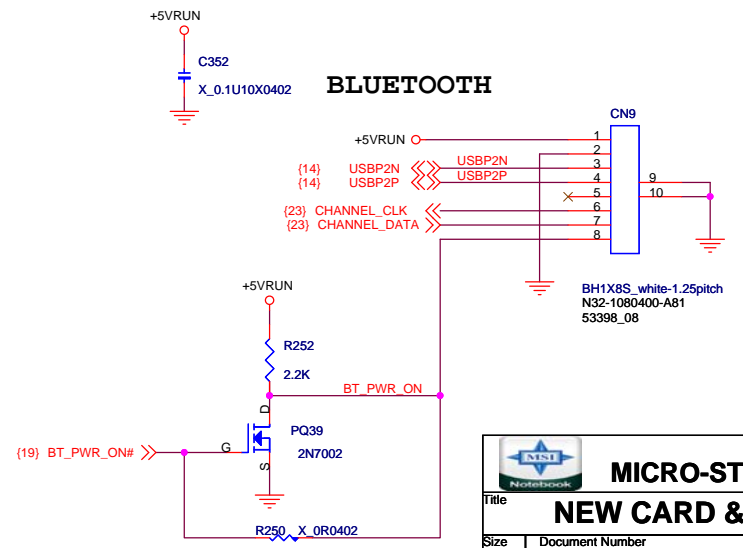 +5VRUN
C352
X_0.1U10X0402
BLUETOOTH
CN9
+5VRUN
1
2
{14} USBP2N USBP2N 3
{14} USBP2P USBP2P 4 9
5 10
{23} CHANNEL_CLK 6
{23} CHANNEL_DATA 7
8
BH1X8S_white-1.25pitch
N32-1080400-A81
53398_08
+5VRUN
R252
2.2K
BT_PWR_ON
D
PQ39
G
2N7002
{19} BT_PWR_ON#
S
R250 X_0R0402
MSI
Notebook
MICRO-ST
Title
NEW CARD &
Size Document Number